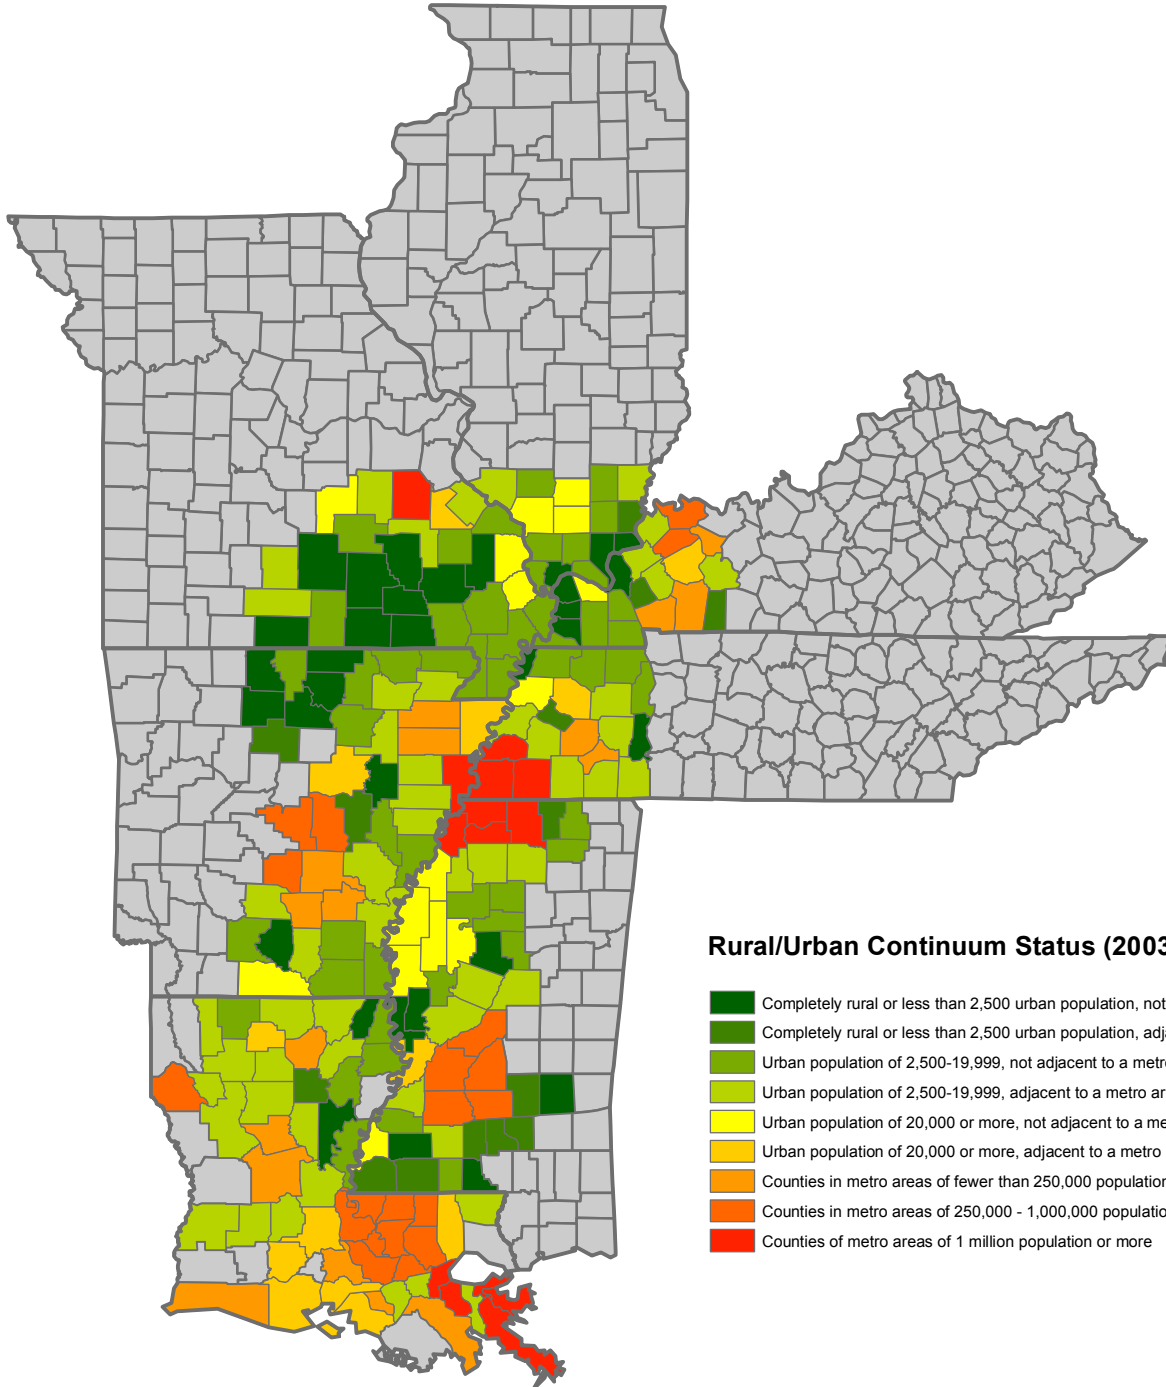 Rural/Urban Continuum Status (2003
Completely rural or less than 2,500 urban population, not
Completely rural or less than 2,500 urban population, adj
Urban population of 2,500-19,999, not adjacent to a metro
Urban population of 2,500-19,999, adjacent to a metro ar
Urban population of 20,000 or more, not adjacent to a me
Urban population of 20,000 or more, adjacent to a metro
Counties in metro areas of fewer than 250,000 population
Counties in metro areas of 250,000 - 1,000,000 populatio
Counties of metro areas of 1 million population or more